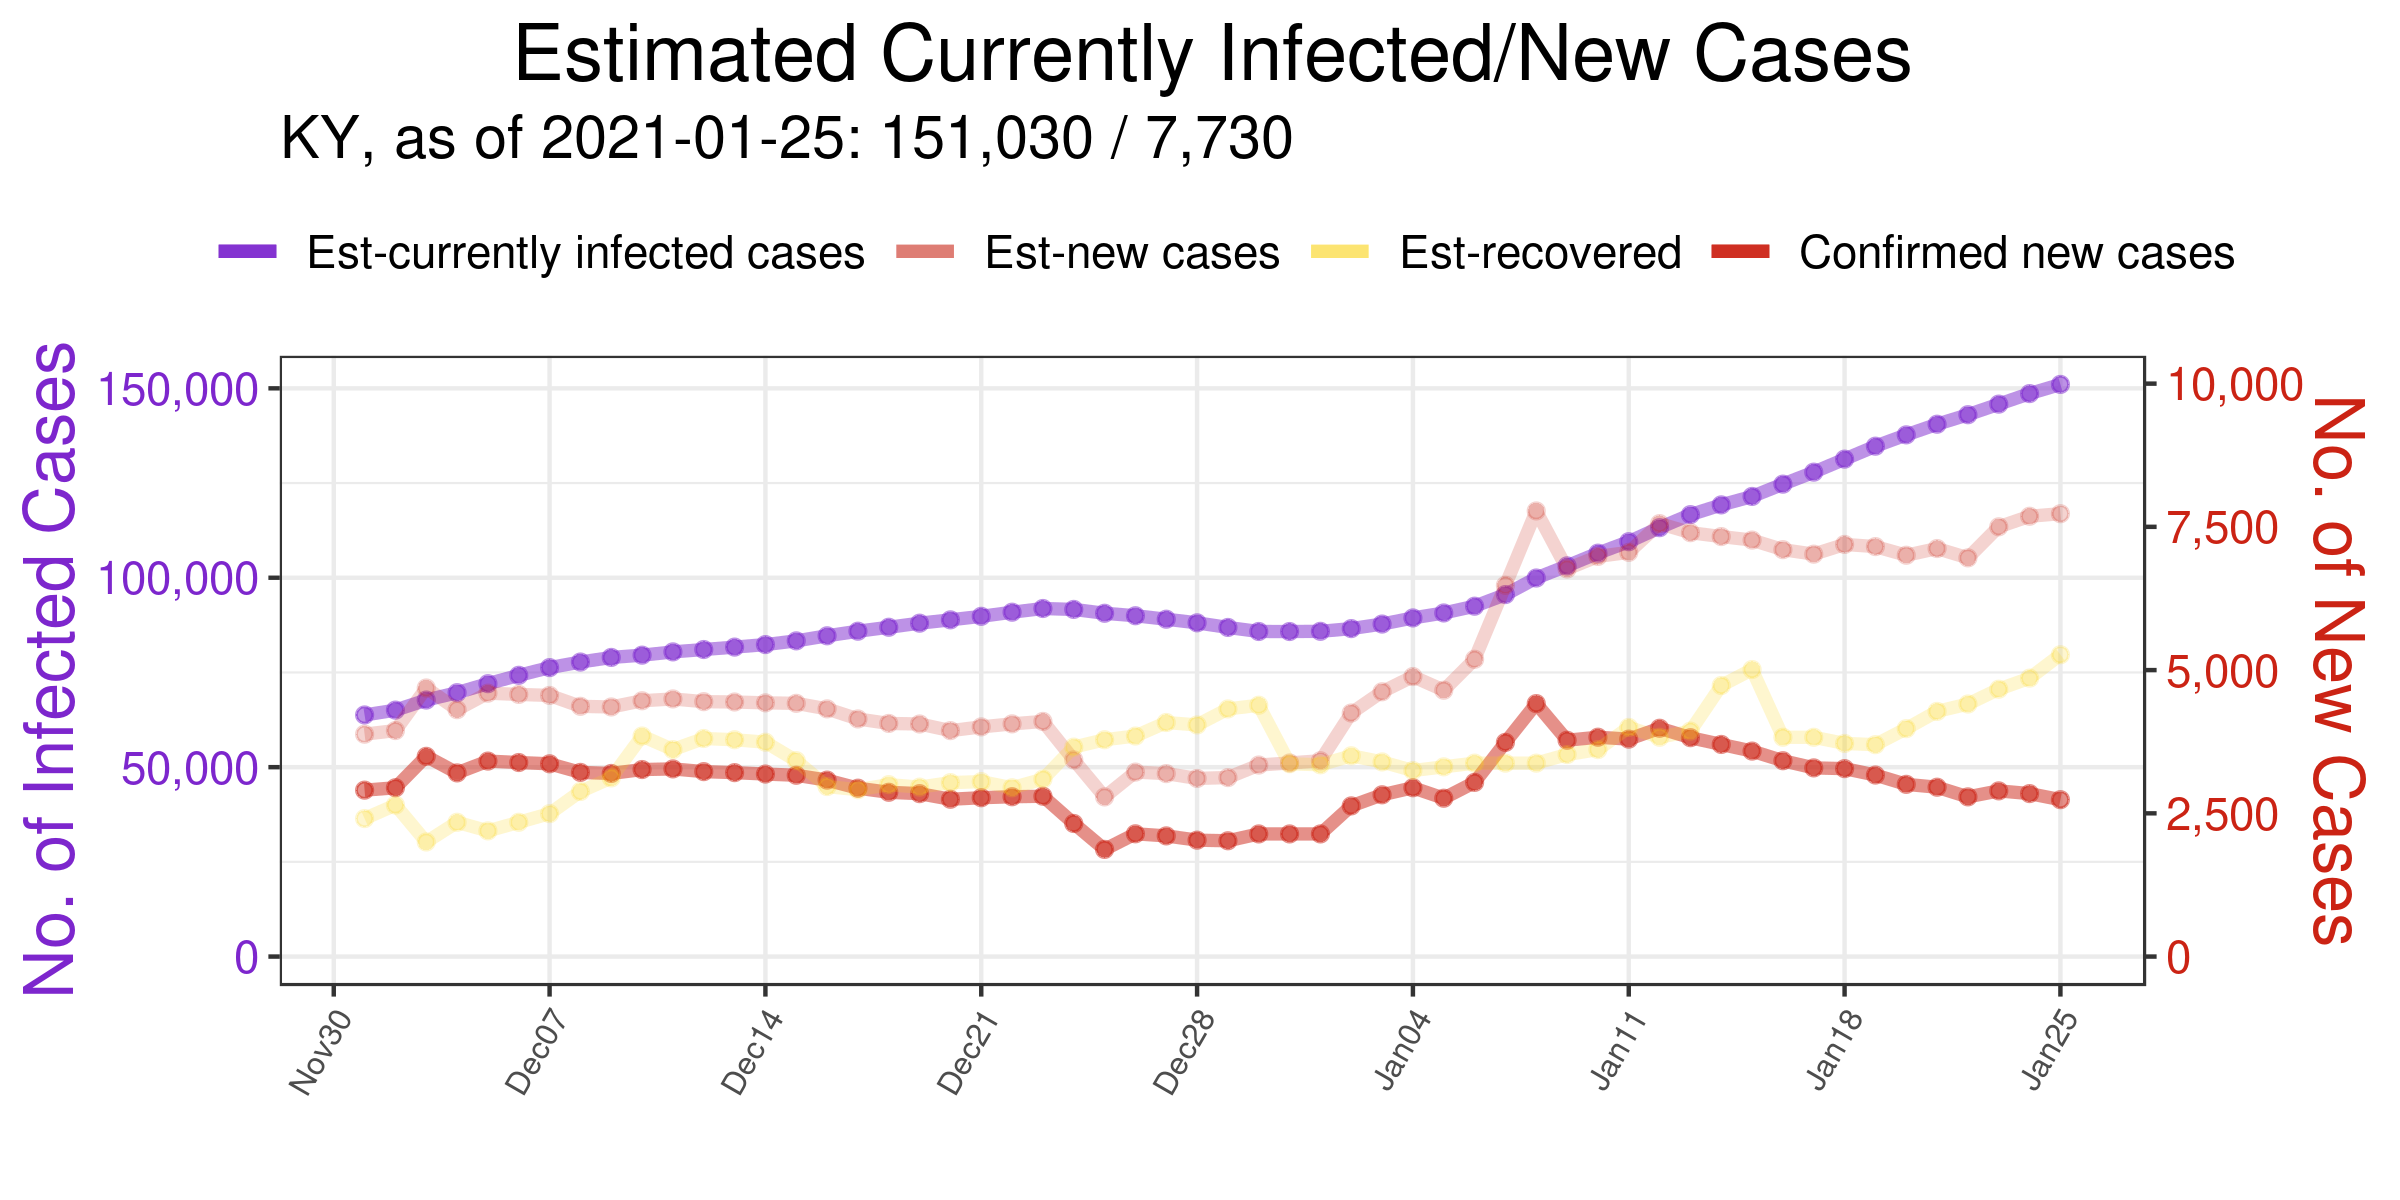 Estimated Currently Infected/New Cases
KY, as of 2021-01-25: 151,030 / 7,730
Est-currently infected cases Est-new cases Est-recovered Confirmed new cases
No. of Infected Cases
150,000
100,000
50,000
0
10,000
7,500
5,000
2,500
0
No. of New Cases
Nov30 Dec07 Dec14 Dec21 Dec28 Jan04 Jan11 Jan18 Jan25